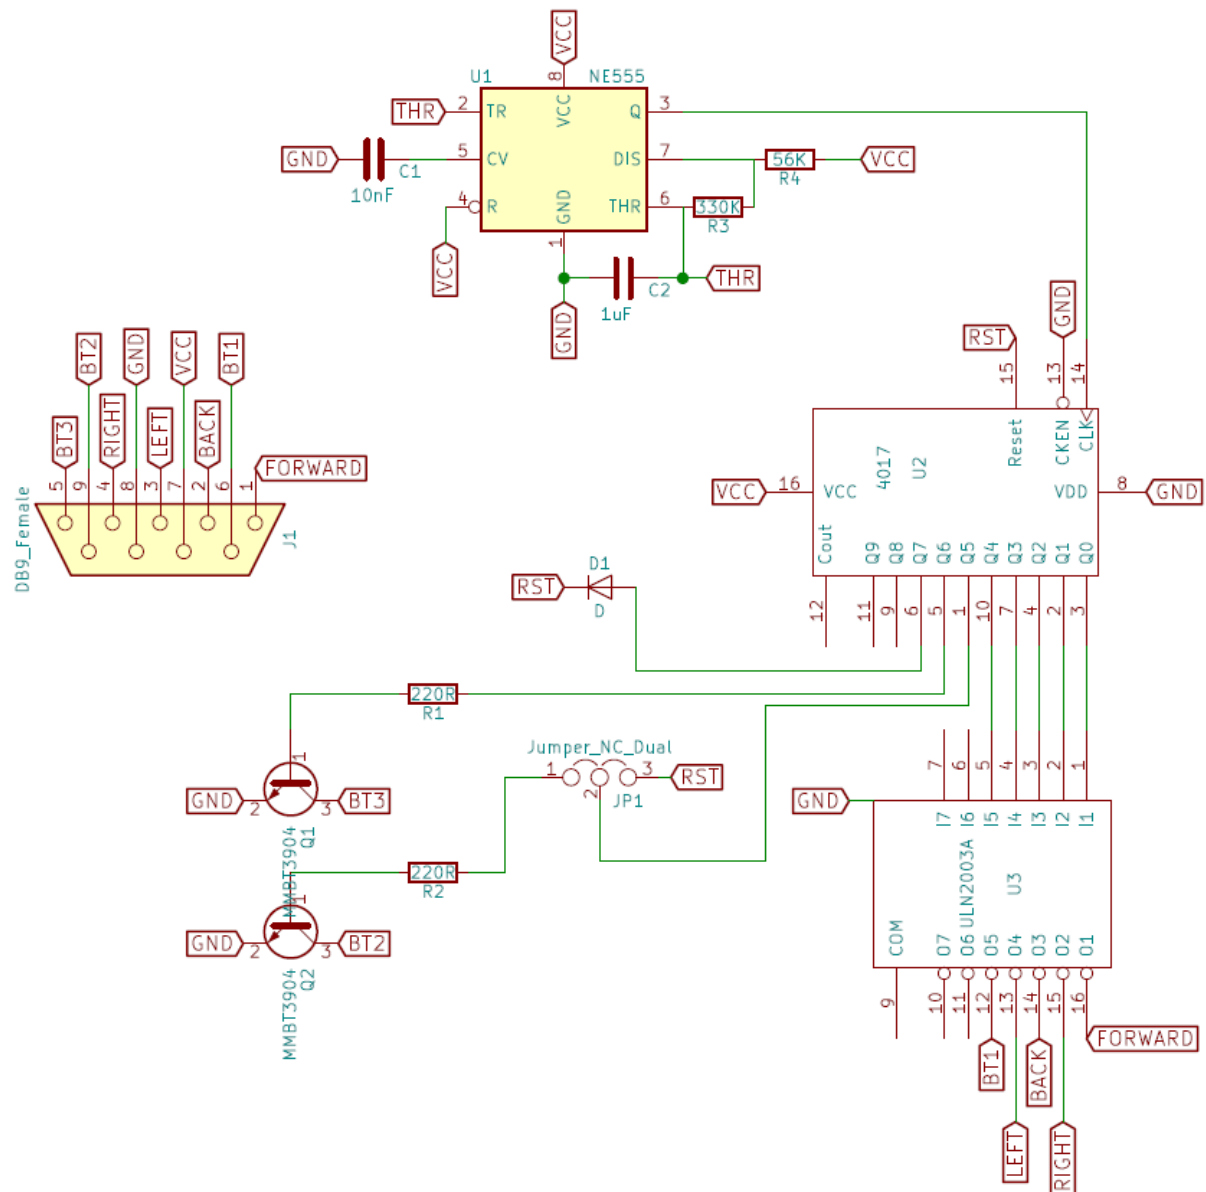 VCC
U1
NE555
8
THR
2
TR
VCC
Q
3
GND
C1
10nF
5
CV
DIS
7
56K
R4
VCC
4
R
GND
THR
6
330K
R3
VCC
1
C2
1uF
THR
GND
BT2
GND
VCC
BT1
BT3
RIGHT
LEFT
BACK
FORWARD
5
9
4
8
3
7
2
6
1
DB9_Female
J1
RST
GND
15
13
14
Reset
CKEN
CLK
4017
U2
VCC
16
VCC
VDD
8
GND
Cout
Q9
Q8
Q7
Q6
Q5
Q4
Q3
Q2
Q1
Q0
12
11
9
6
5
1
10
7
4
2
3
RST
D1
D
220R
R1
Jumper_NC_Dual
1
2
3
JP1
RST
1
GND
2
3
BT3
Q1
MMBT3904
220R
R2
1
GND
2
3
BT2
Q2
MMBT3904
7
6
5
4
3
2
1
GND
I7
I6
I5
I4
I3
I2
I1
ULN2003A
U3
COM
O7
O6
O5
O4
O3
O2
O1
9
10
11
12
13
14
15
16
BT1
BACK
FORWARD
LEFT
RIGHT